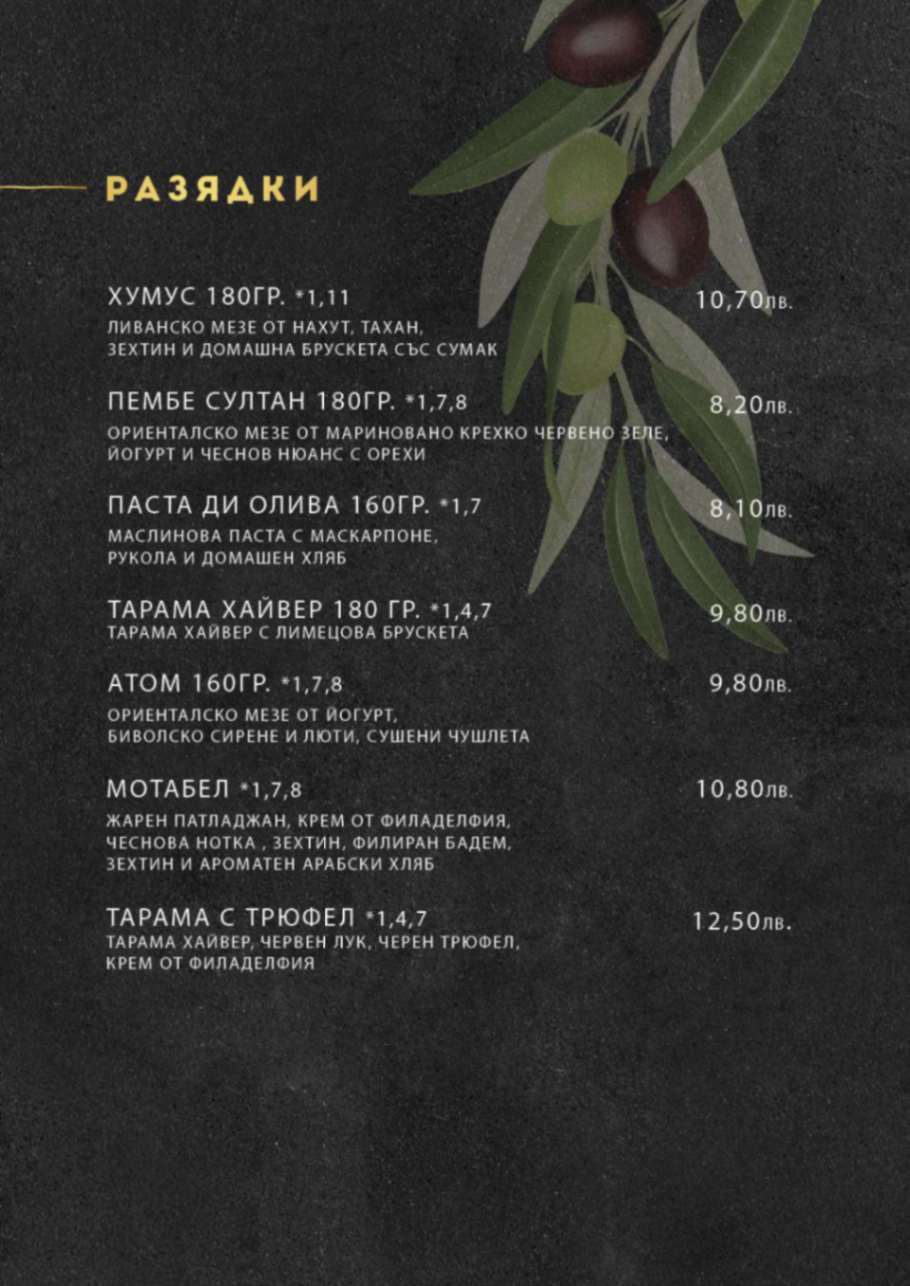 РАЗЯДКИ
ХУМУС 180ГР. *1,11 10,70лв.
ЛИВАНСКО МЕЗЕ ОТ НАХУТ, ТАХАН,
ЗЕХТИН И ДОМАШНА БРУСКЕТА СЪС СУМАК
ПЕМБЕ СУЛТАН 180ГР. *1,7,8 8,20лв.
ОРИЕНТАЛСКО МЕЗЕ ОТ МАРИНОВАНО КРЕХКО ЧЕРВЕНО ЗЕЛЕ,
ЙОГУРТ И ЧЕСНОВ НЮАНС С ОРЕХИ
ПАСТА ДИ ОЛИВА 160ГР. *1,7 8,10лв.
МАСЛИНОВА ПАСТА С МАСКАРПОНЕ,
РУКОЛА И ДОМАШЕН ХЛЯБ
ТАРАМА ХАЙВЕР 180 ГР. *1,4,7 9,80лв.
ТАРАМА ХАЙВЕР С ЛИМЕЦОВА БРУСКЕТА
АТОМ 160ГР. *1,7,8 9,80лв.
ОРИЕНТАЛСКО МЕЗЕ ОТ ЙОГУРТ,
БИВОЛСКО СИРЕНЕ И ЛЮТИ, СУШЕНИ ЧУШЛЕТА
МОТАБЕЛ *1,7,8 10,80лв.
ЖАРЕН ПАТЛАДЖАН, КРЕМ ОТ ФИЛАДЕЛФИЯ,
ЧЕСНОВА НОТКА , ЗЕХТИН, ФИЛИРАН БАДЕМ,
ЗЕХТИН И АРОМАТЕН АРАБСКИ ХЛЯБ
ТАРАМА С ТРЮФЕЛ *1,4,7 12,50лв.
ТАРАМА ХАЙВЕР, ЧЕРВЕН ЛУК, ЧЕРЕН ТРЮФЕЛ,
КРЕМ ОТ ФИЛАДЕЛФИЯ